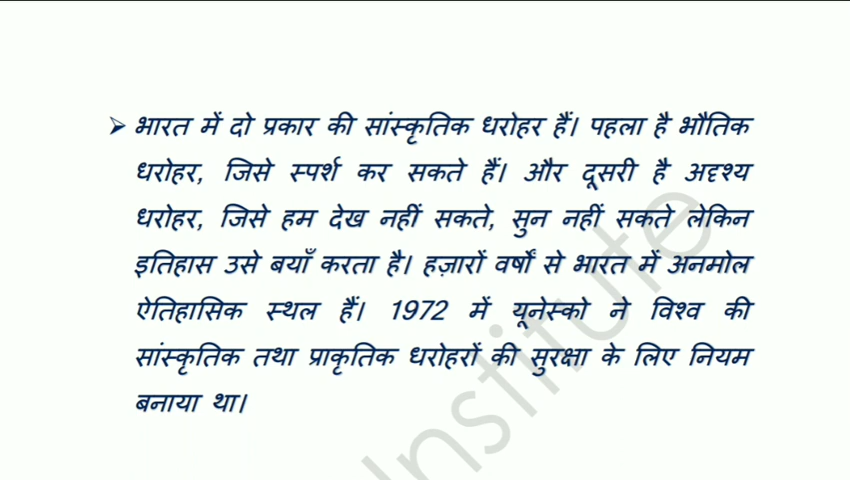 ➢ भारत में दो प्रकार की सांस्कृतिक धरोहर हैं। पहला है भौतिक
धरोहर, जिसे स्पर्श कर सकते हैं। और दूसरी है अदृश्य
धरोहर, जिसे हम देख नहीं सकते, सुन नहीं सकते लेकिन
इतिहास उसे बयाँ करता है। हज़ारों वर्षों से भारत में अनमोल
ऐतिहासिक स्थल हैं। 1972 में यूनेस्को ने विश्व की
सांस्कृतिक तथा प्राकृतिक धरोहरों की सुरक्षा के लिए नियम
बनाया था।
Institute